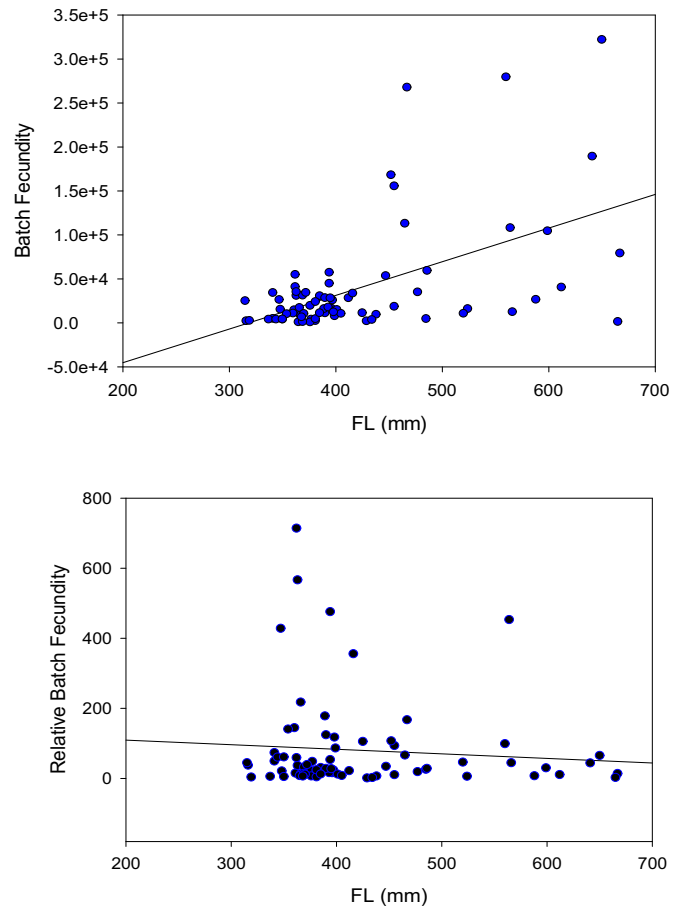 3.5e+5
3.0e+5
2.5e+5
2.0e+5
1.5e+5
1.0e+5
5.0e+4
0.0
-5.0e+4
Batch Fecundity
200 300 400 500 600 700
FL (mm)
800
600
400
200
0
Relative Batch Fecundity
200 300 400 500 600 700
FL (mm)